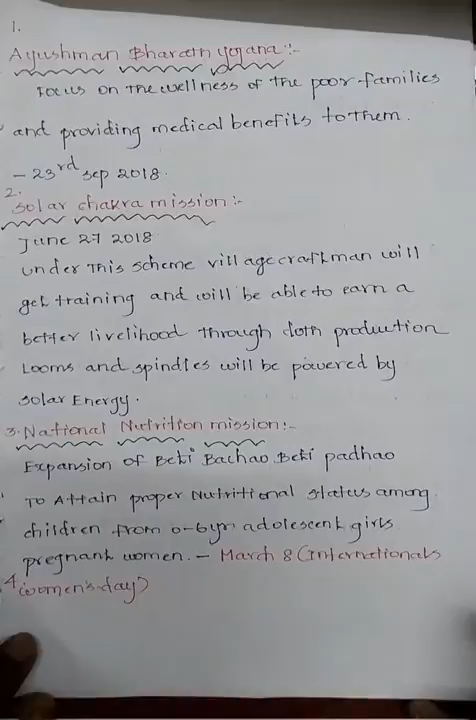 1.
Ayushman Bharath yojana :-
Focus on the wellness of the poor families
and providing medical benefits to them.
- 23rd Sep 2018.
2.
Solar chakra mission :-
June 27 2018
under This scheme village craftman will
get training and will be able to earn a
better livelihood through cloth production
Looms and spindles will be powered by
Solar Energy.
3. National Nutrition mission :-
Expansion of Beti Bachao Beti padhao
To Attain proper Nutritional status among
children from 0-6yr, adolescent girls
pregnant women. - March 8 (Internationals
4. women's day)